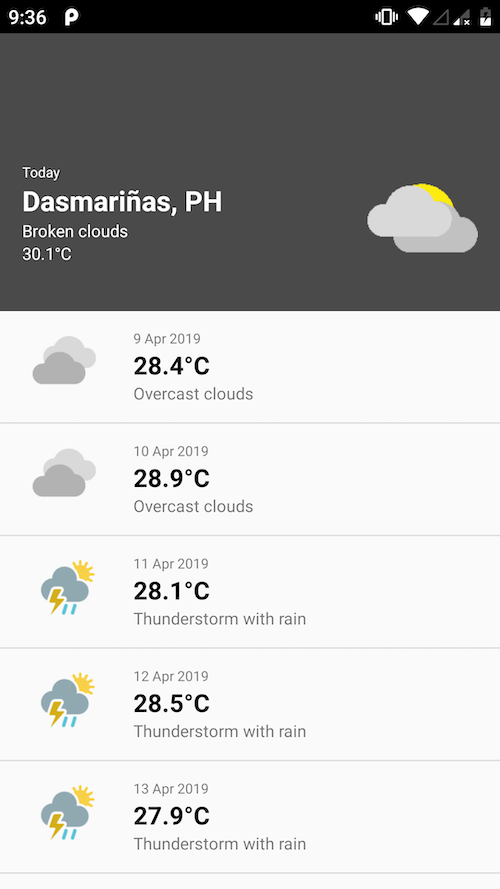 9:36
Today
Dasmariñas, PH
Broken clouds
30.1°C
9 Apr 2019
28.4°C
Overcast clouds
10 Apr 2019
28.9°C
Overcast clouds
11 Apr 2019
28.1°C
Thunderstorm with rain
12 Apr 2019
28.5°C
Thunderstorm with rain
13 Apr 2019
27.9°C
Thunderstorm with rain